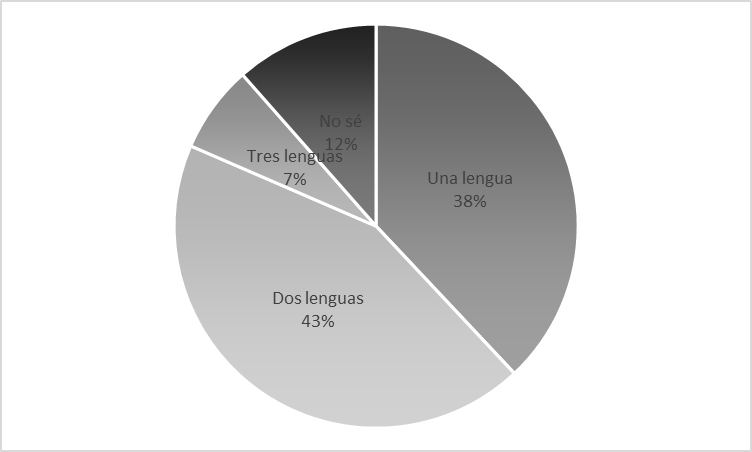 No sé
12%
Tres lenguas
7%
Una lengua
38%
Dos lenguas
43%